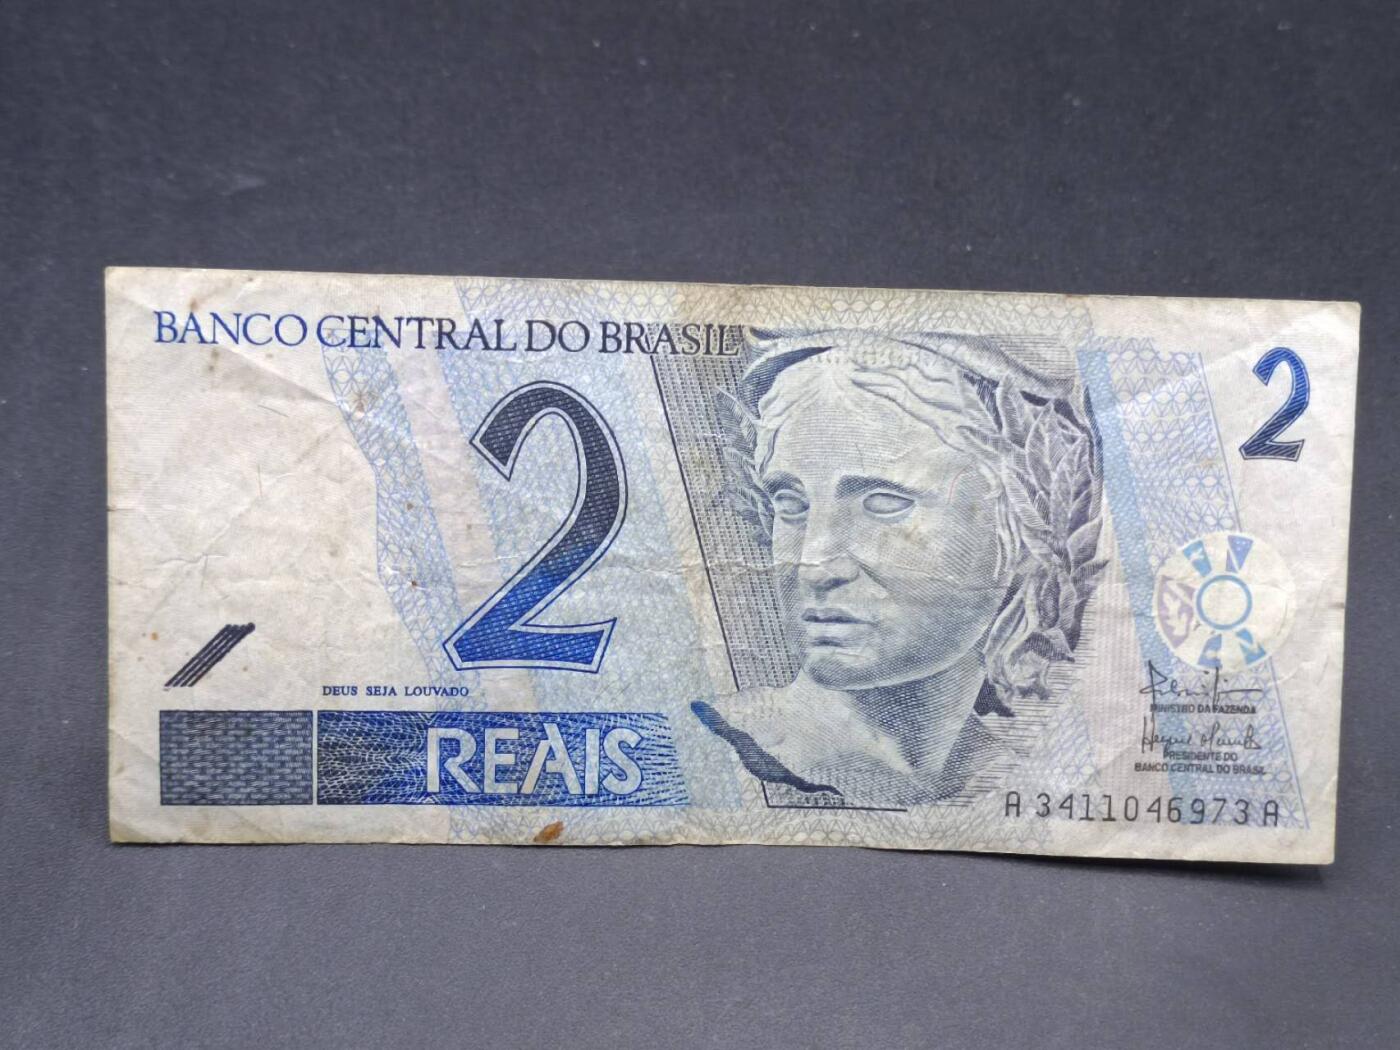 BANCO CENTRAL DO BRASIL
2
2
DEUS SEJA LOUVADO
REAIS
MINISTRO DA FAZENDA
PRESIDENTE DO
BANCO CENTRAL DO BRASIL
A 3411046973 A